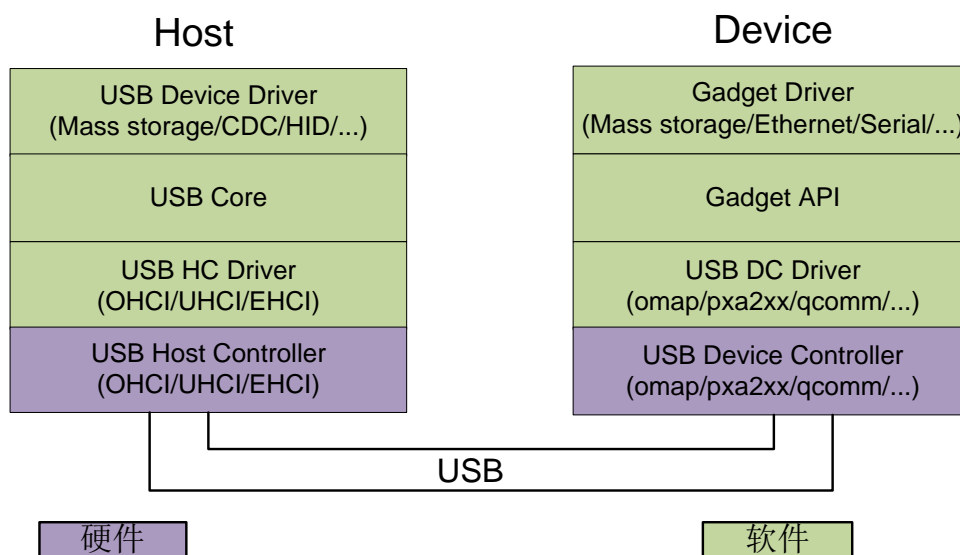 Host
Device
USB Device Driver
(Mass storage/CDC/HID/...)
Gadget Driver
(Mass storage/Ethernet/Serial/...)
USB Core
Gadget API
USB HC Driver
(OHCI/UHCI/EHCI)
USB DC Driver
(omap/pxa2xx/qcomm/...)
USB Host Controller
(OHCI/UHCI/EHCI)
USB Device Controller
(omap/pxa2xx/qcomm/...)
USB
硬件
软件